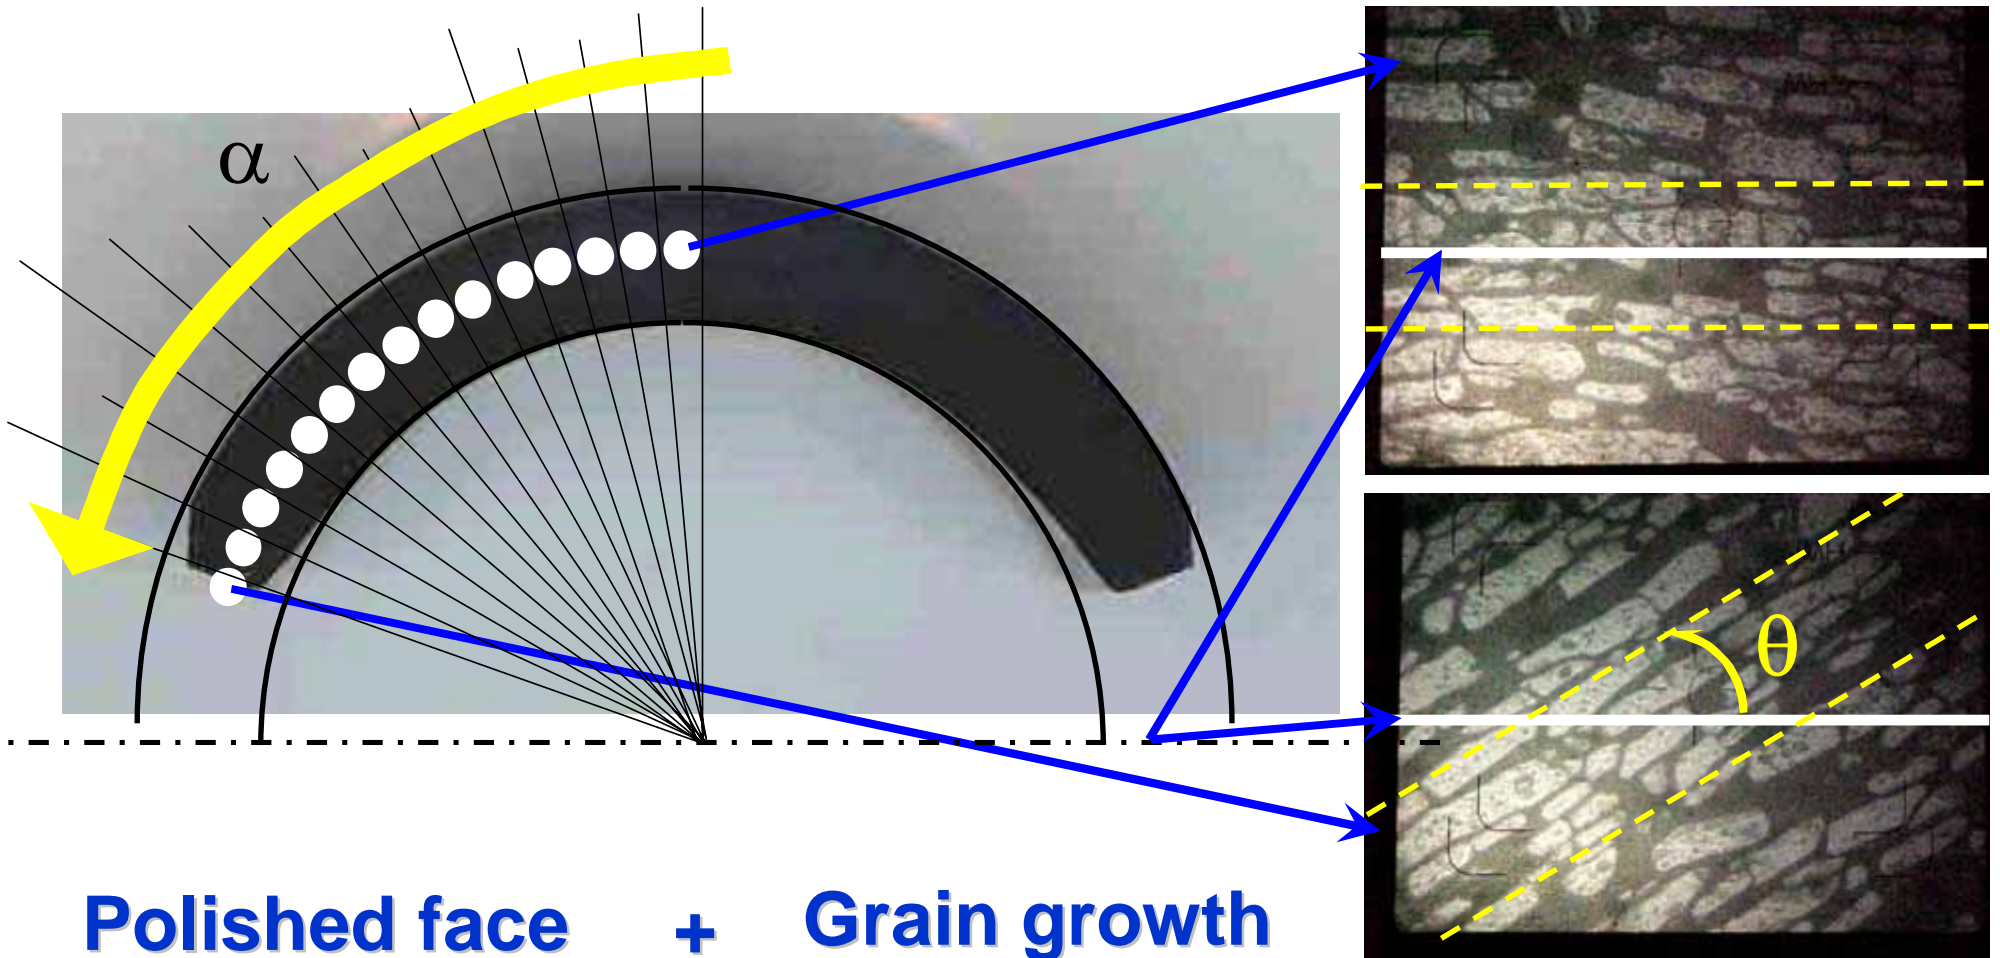 α
θ
Polished face + Grain growth